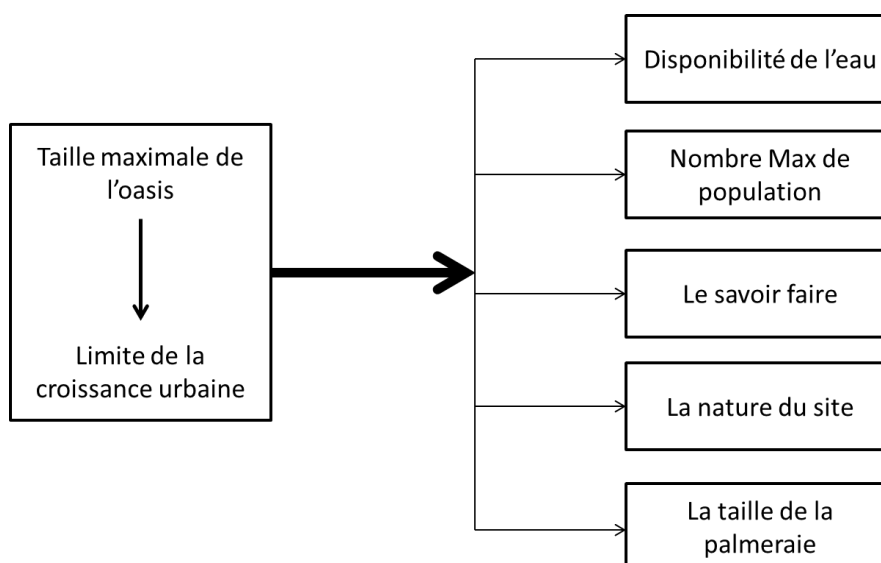 Taille maximale de
l'oasis
Limite de la
croissance urbaine
Disponibilité de l'eau
Nombre Max de
population
Le savoir faire
La nature du site
La taille de la
palmeraie